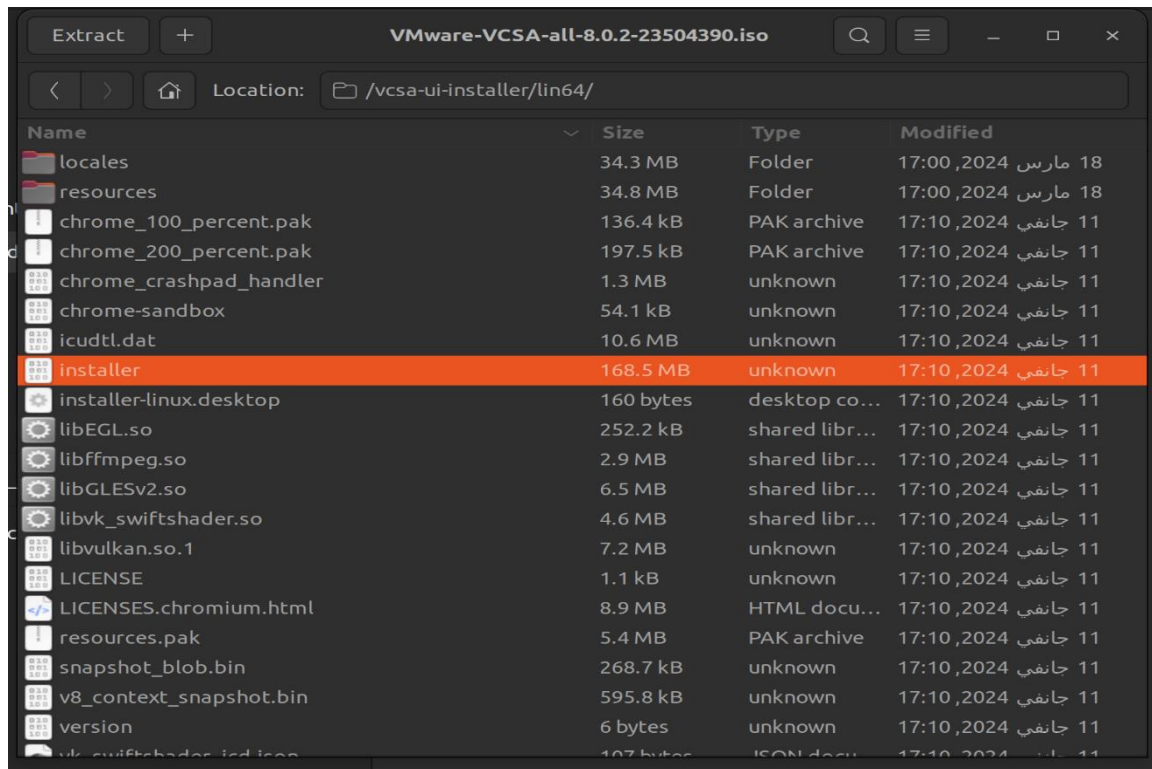 Extract + VMware-VCSA-all-8.0.2-23504390.iso
Location: /vcsa-ui-installer/lin64/
Name Size Type Modified
locales 34.3 MB Folder 18 مارس 2024, 17:00
resources 34.8 MB Folder 18 مارس 2024, 17:00
chrome_100_percent.pak 136.4 kB PAK archive 11 جانفي 2024, 17:10
chrome_200_percent.pak 197.5 kB PAK archive 11 جانفي 2024, 17:10
chrome_crashpad_handler 1.3 MB unknown 11 جانفي 2024, 17:10
chrome-sandbox 54.1 kB unknown 11 جانفي 2024, 17:10
icudtl.dat 10.6 MB unknown 11 جانفي 2024, 17:10
installer 168.5 MB unknown 11 جانفي 2024, 17:10
installer-linux.desktop 160 bytes desktop co... 11 جانفي 2024, 17:10
libEGL.so 252.2 kB shared libr... 11 جانفي 2024, 17:10
libffmpeg.so 2.9 MB shared libr... 11 جانفي 2024, 17:10
libGLESv2.so 6.5 MB shared libr... 11 جانفي 2024, 17:10
libvk_swiftshader.so 4.6 MB shared libr... 11 جانفي 2024, 17:10
libvulkan.so.1 7.2 MB unknown 11 جانفي 2024, 17:10
LICENSE 1.1 kB unknown 11 جانفي 2024, 17:10
LICENSES.chromium.html 8.9 MB HTML docu... 11 جانفي 2024, 17:10
resources.pak 5.4 MB PAK archive 11 جانفي 2024, 17:10
snapshot_blob.bin 268.7 kB unknown 11 جانفي 2024, 17:10
v8_context_snapshot.bin 595.8 kB unknown 11 جانفي 2024, 17:10
version 6 bytes unknown 11 جانفي 2024, 17:10
vk_swiftshader_icd.json 107 bytes JSON docu... 11 جانفي 2024, 17:10